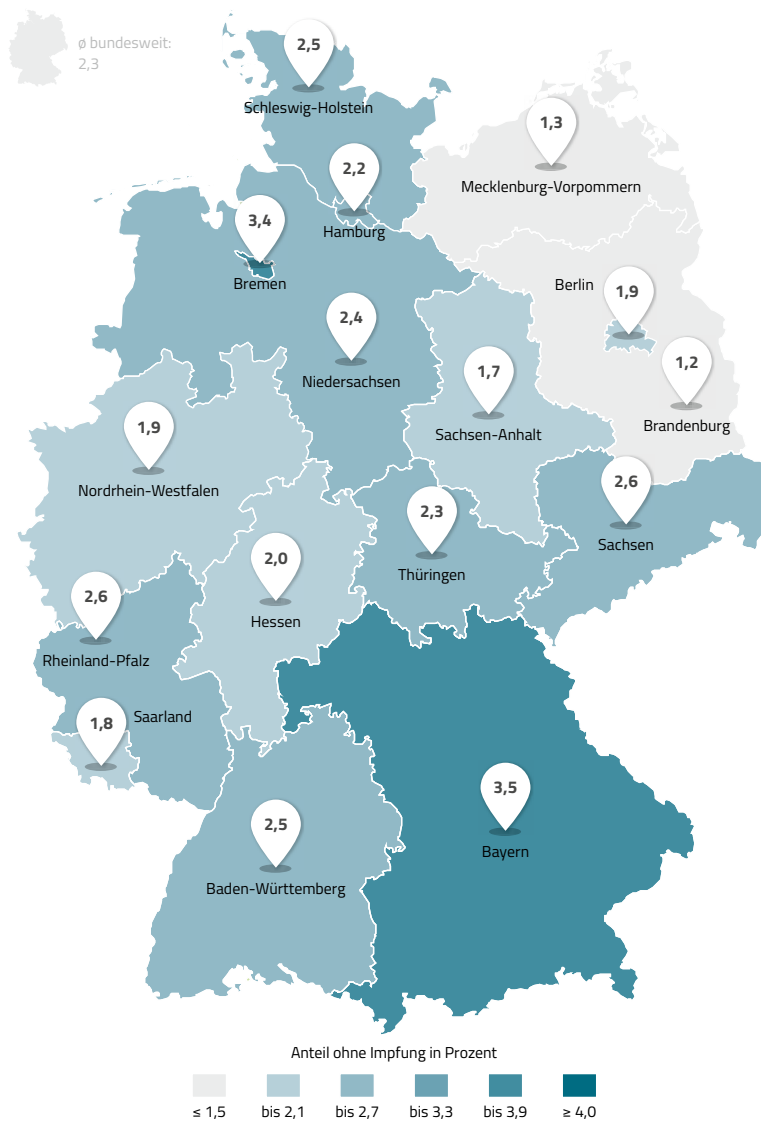 ø bundesweit:
2,3
2,5
Schleswig-Holstein
1,3
Mecklenburg-Vorpommern
2,2
Hamburg
3,4
Bremen
Berlin
1,9
2,4
Niedersachsen
1,7
Sachsen-Anhalt
1,2
Brandenburg
1,9
Nordrhein-Westfalen
2,6
Sachsen
2,3
Thüringen
2,0
Hessen
2,6
Rheinland-Pfalz
1,8
Saarland
3,5
Bayern
2,5
Baden-Württemberg
Anteil ohne Impfung in Prozent
≤ 1,5 bis 2,1 bis 2,7 bis 3,3 bis 3,9 ≥ 4,0